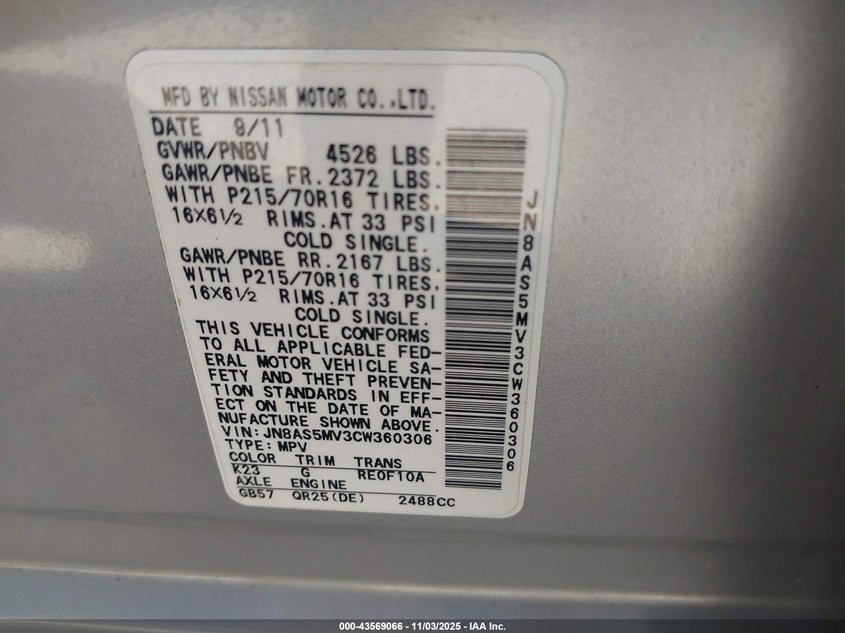 MFD BY NISSAN MOTOR CO.,LTD.
DATE 9/11
GVWR/PNBV 4526 LBS.
GAWR/PNBE FR.2372 LBS.
WITH P215/70R16 TIRES.
16X6½ RIMS.AT 33 PSI
COLD SINGLE.
GAWR/PNBE RR.2167 LBS.
WITH P215/70R16 TIRES.
16X6½ RIMS.AT 33 PSI
COLD SINGLE.
THIS VEHICLE CONFORMS
TO ALL APPLICABLE FED-
ERAL MOTOR VEHICLE SA-
FETY AND THEFT PREVEN-
TION STANDARDS IN EFF-
ECT ON THE DATE OF MA-
NUFACTURE SHOWN ABOVE.
VIN:JN8AS5MV3CW360306
TYPE:MPV
COLOR TRIM TRANS
K23 G RE0F10A
AXLE ENGINE
GB57 QR25(DE) 2488CC
JN8AS5MV3CW360306
000-43569066 - 11/03/2025 - IAA Inc.